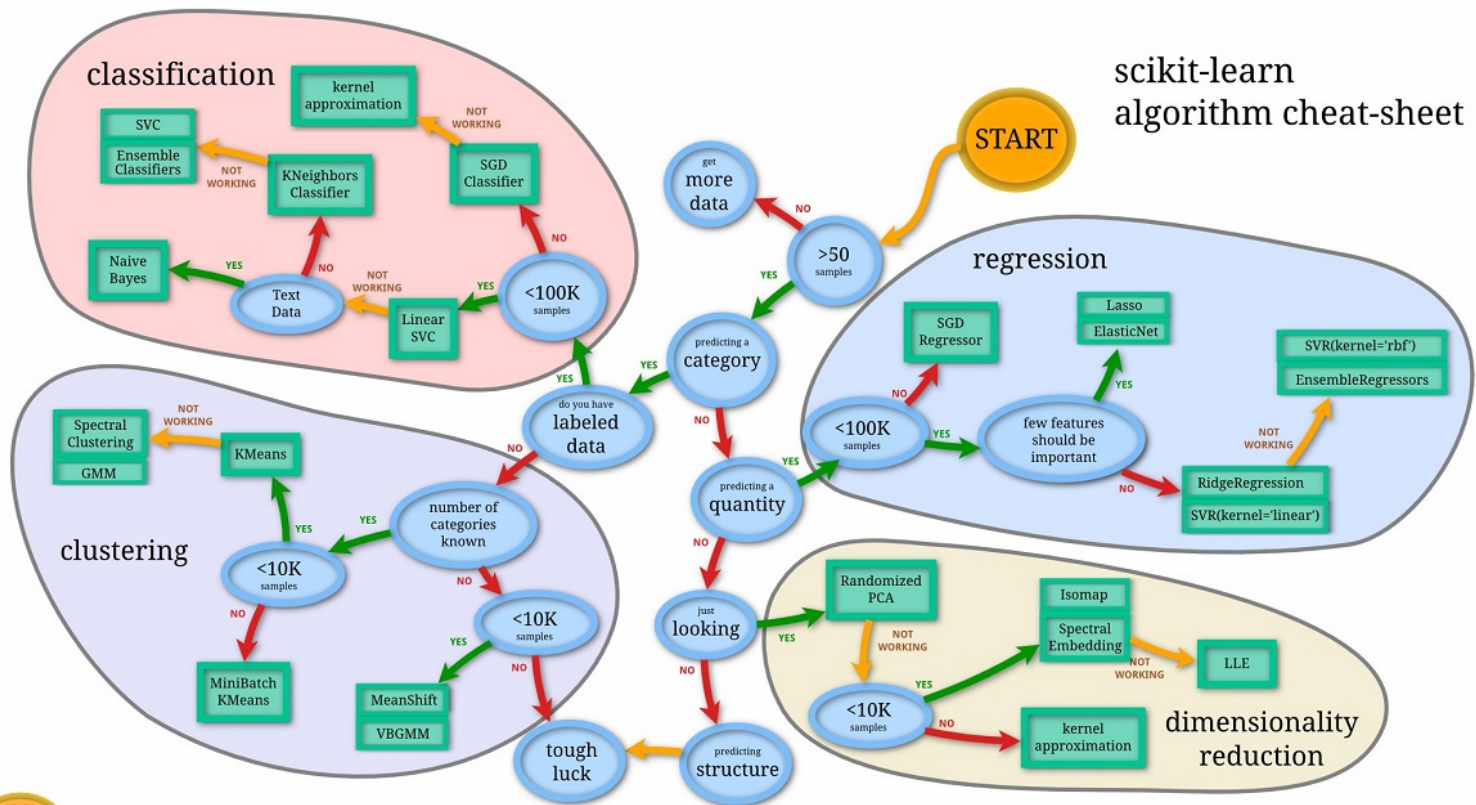 scikit-learn
algorithm cheat-sheet
START
>50
samples
NO
get
more
data
YES
predicting a
category
YES
do you have
labeled
data
NO
predicting a
quantity
YES
NO
just
looking
YES
NO
predicting
structure
tough
luck
classification
YES
<100K
samples
NO
SGD
Classifier
NOT
WORKING
kernel
approximation
YES
Linear
SVC
NOT
WORKING
Text
Data
YES
Naive
Bayes
NO
KNeighbors
Classifier
NOT
WORKING
SVC
Ensemble
Classifiers
clustering
NO
number of
categories
known
YES
<10K
samples
YES
KMeans
NOT
WORKING
Spectral
Clustering
GMM
NO
MiniBatch
KMeans
NO
<10K
samples
YES
MeanShift
VBGMM
NO
regression
<100K
samples
NO
SGD
Regressor
YES
few features
should be
important
YES
Lasso
ElasticNet
NO
RidgeRegression
SVR(kernel='linear')
NOT
WORKING
SVR(kernel='rbf')
EnsembleRegressors
dimensionality
reduction
Randomized
PCA
NOT
WORKING
<10K
samples
YES
Isomap
Spectral
Embedding
NOT
WORKING
LLE
NO
kernel
approximation